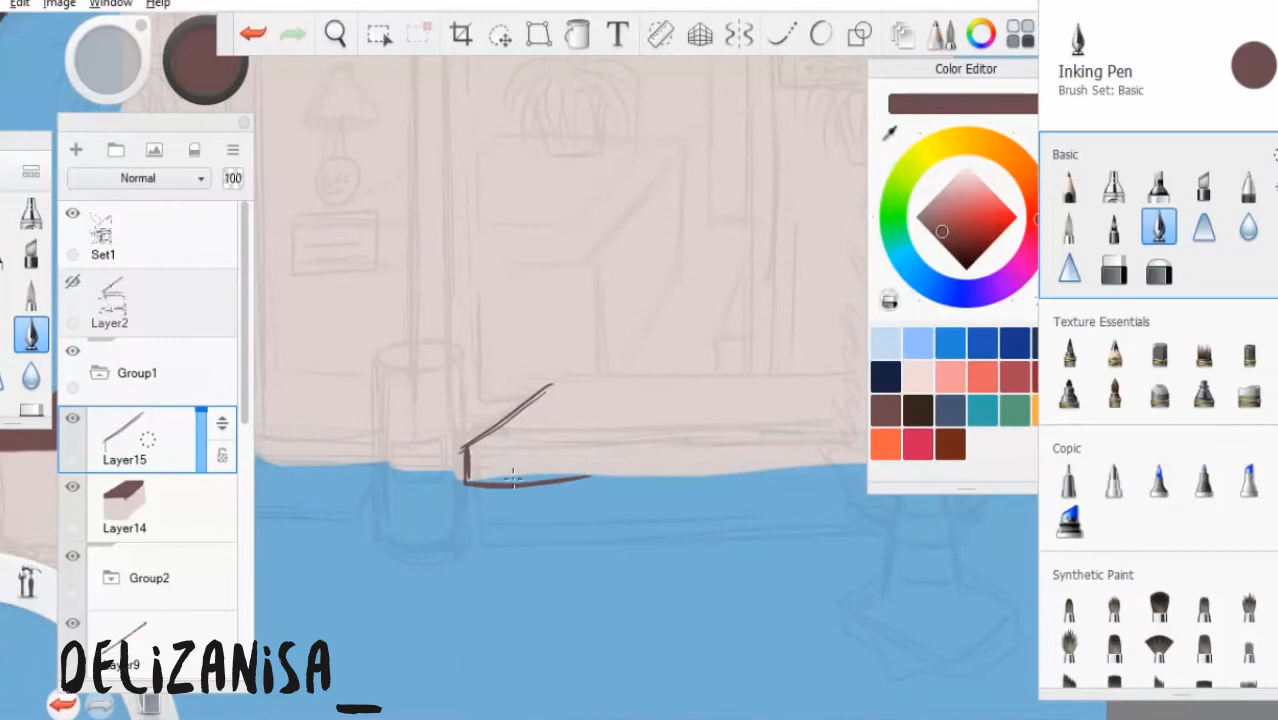 Edit Image Window Help
Color Editor
Inking Pen
Brush Set: Basic
Basic
Normal
100
Set1
Layer2
Group1
Texture Essentials
Layer15
Copic
Layer14
Group2
Synthetic Paint
Layer9
DELIZANISA_